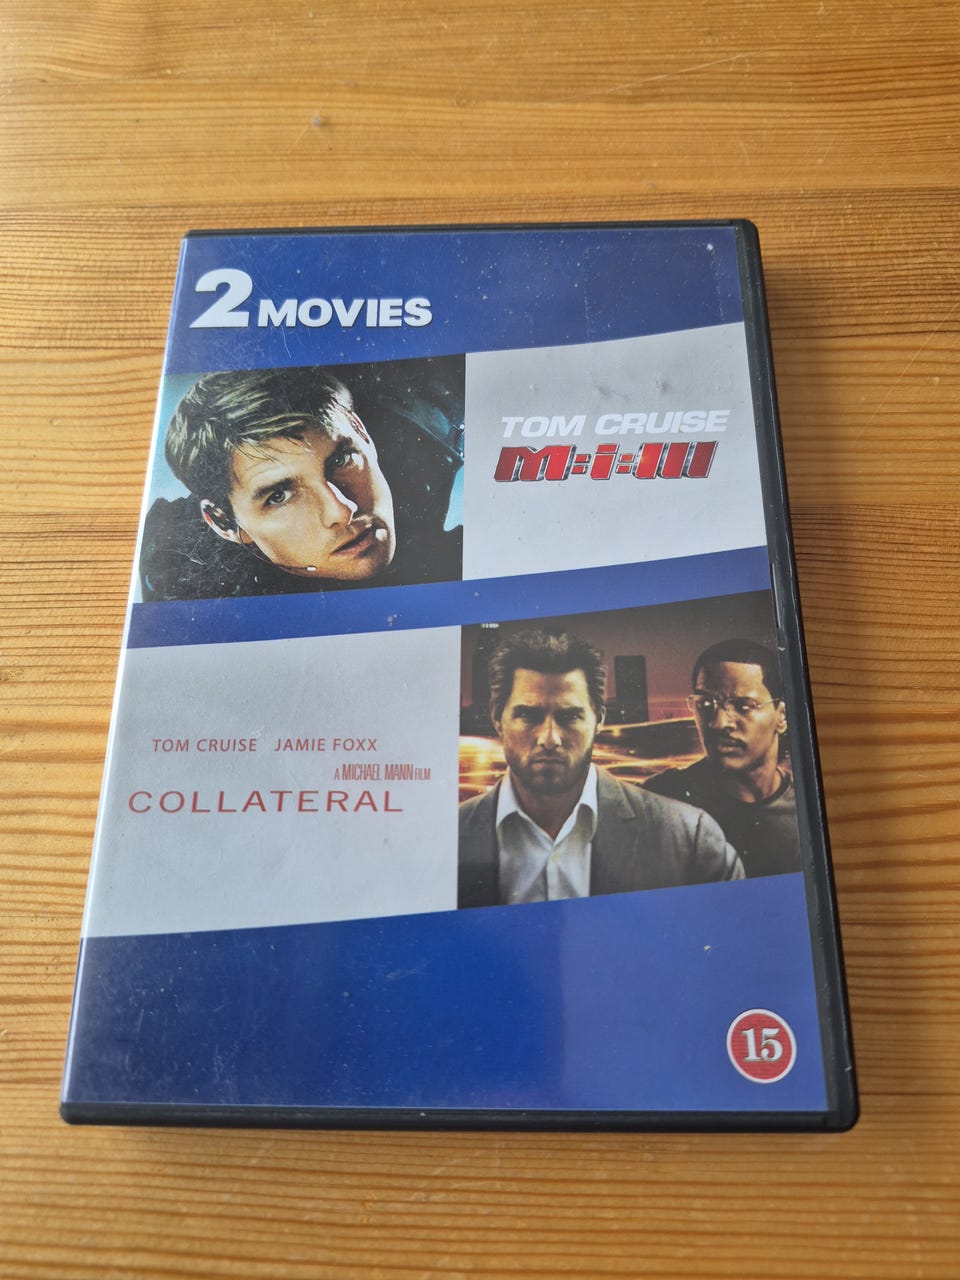 2 MOVIES
TOM CRUISE
M:i:III
TOM CRUISE JAMIE FOXX
A MICHAEL MANN FILM
COLLATERAL
15